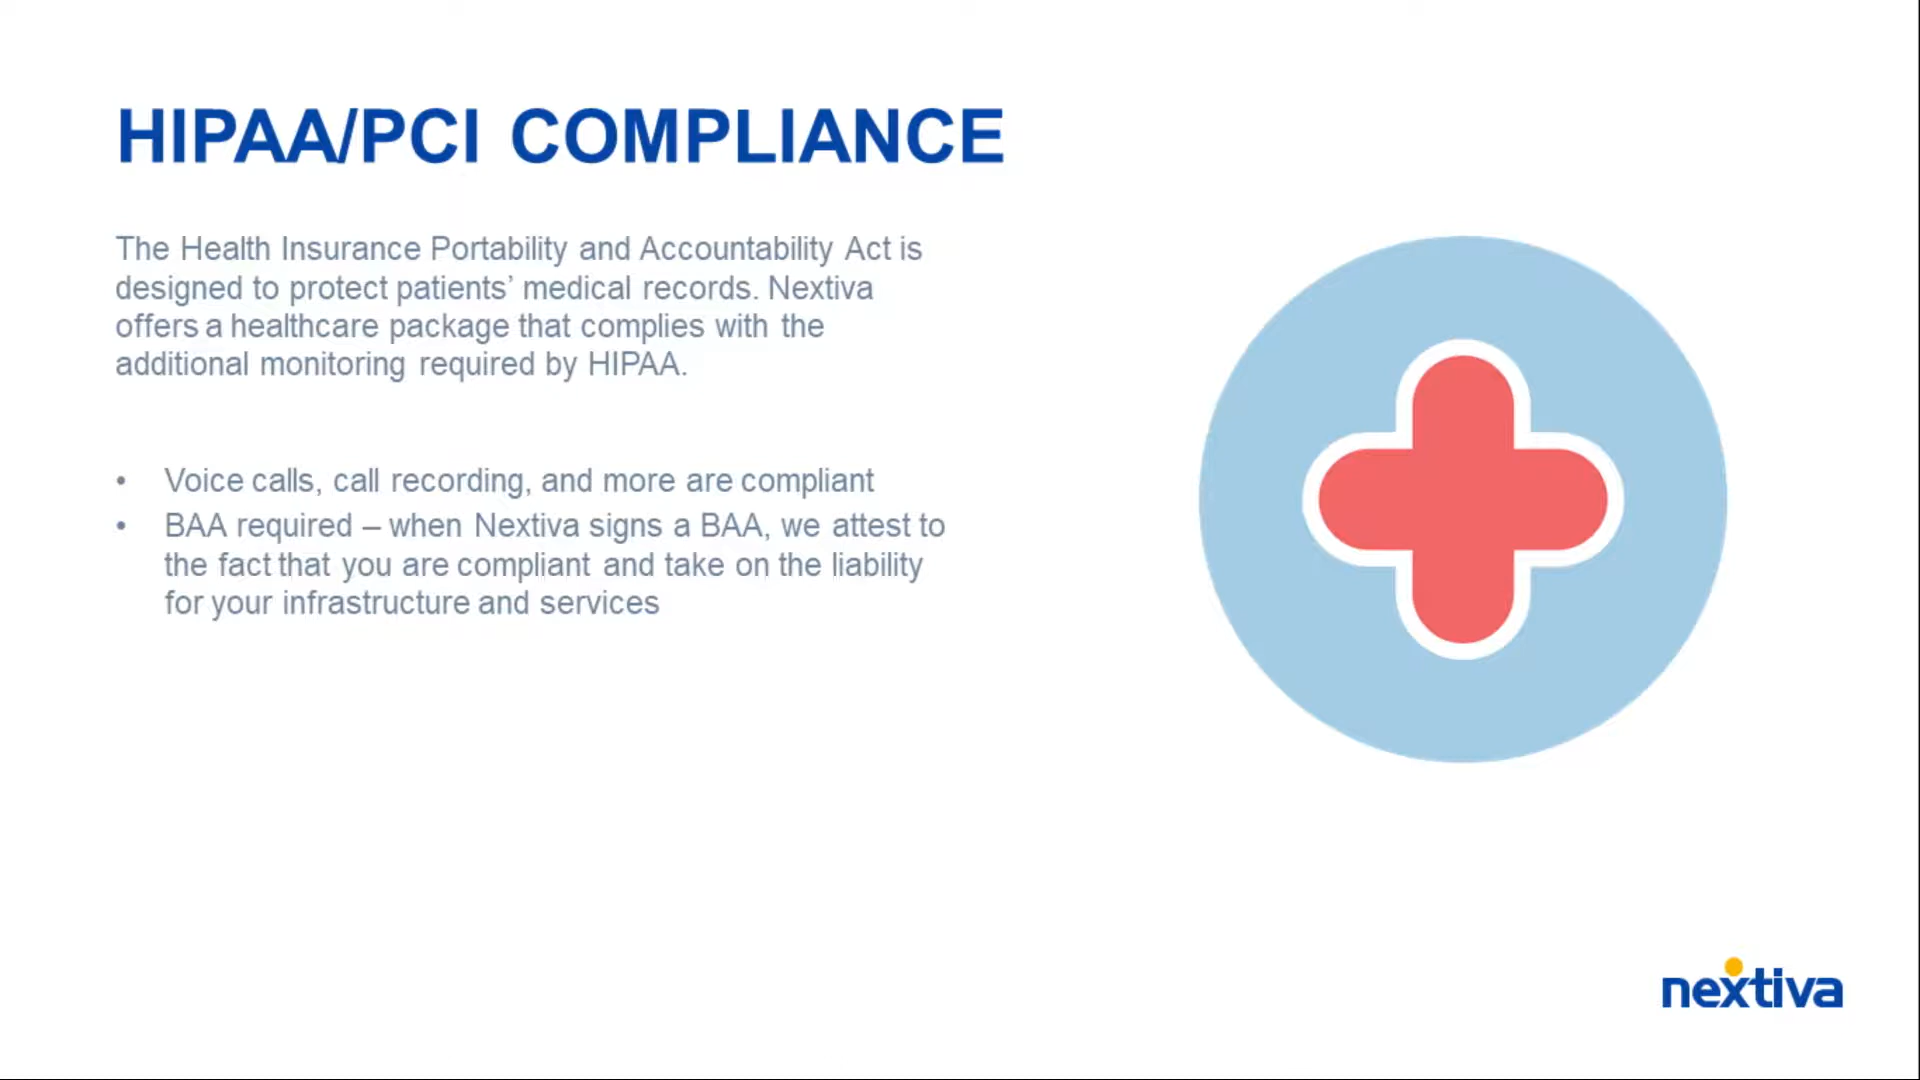 HIPAA/PCI COMPLIANCE
The Health Insurance Portability and Accountability Act is
designed to protect patients’ medical records. Nextiva
offers a healthcare package that complies with the
additional monitoring required by HIPAA.
• Voice calls, call recording, and more are compliant
• BAA required – when Nextiva signs a BAA, we attest to
the fact that you are compliant and take on the liability
for your infrastructure and services
nextiva